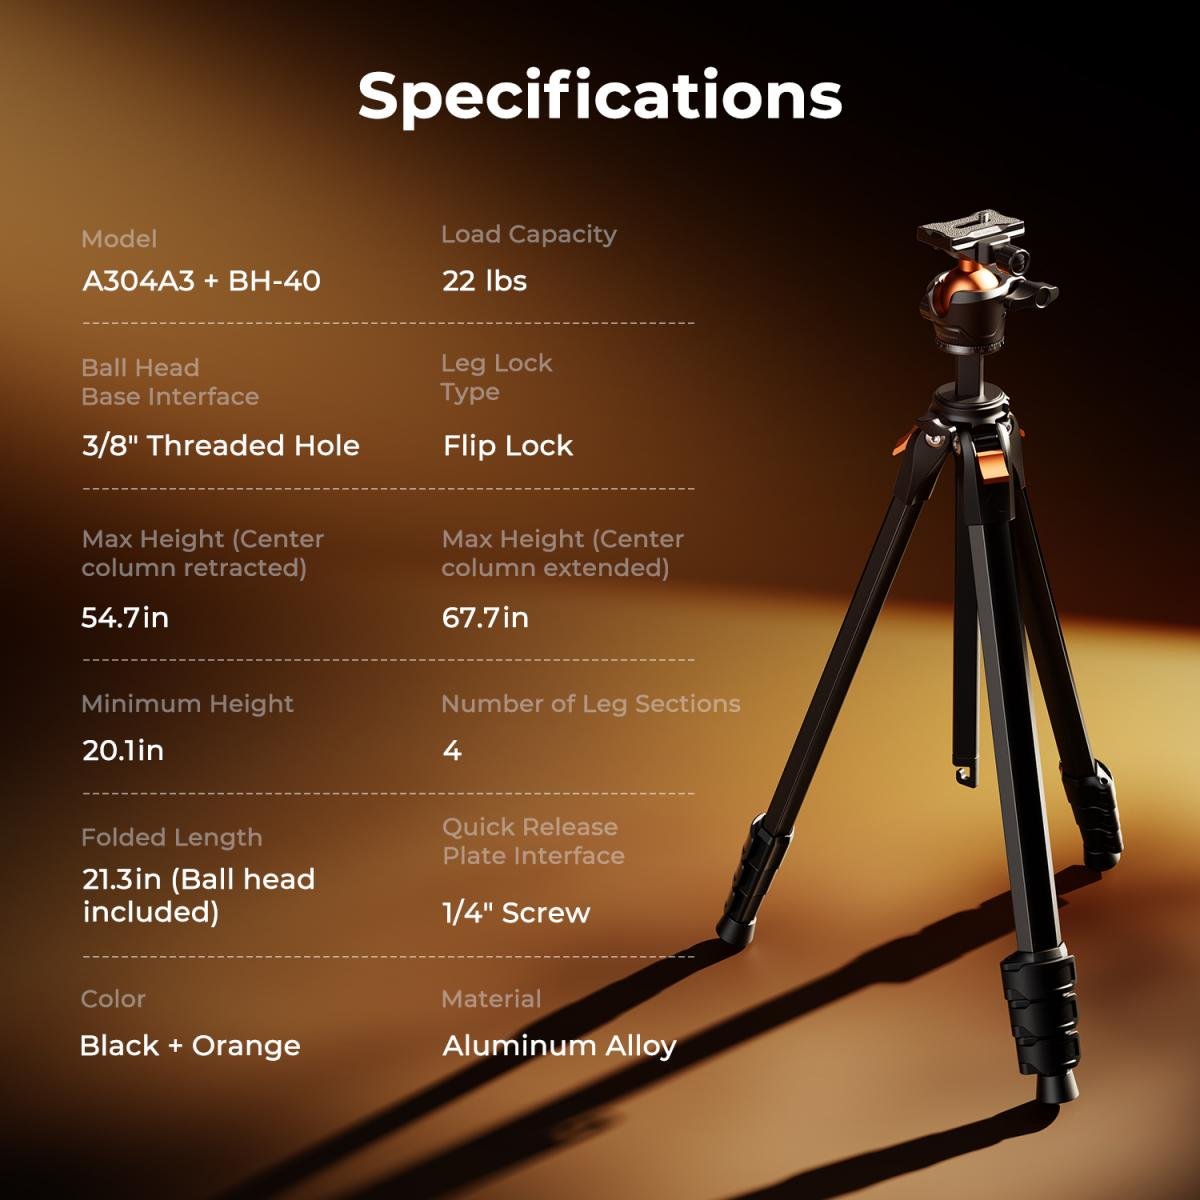 Specifications
Model
A304A3 + BH-40
Load Capacity
22 lbs
Ball Head
Base Interface
3/8" Threaded Hole
Leg Lock
Type
Flip Lock
Max Height (Center
column retracted)
54.7in
Max Height (Center
column extended)
67.7in
Minimum Height
20.1in
Number of Leg Sections
4
Folded Length
21.3in (Ball head
included)
Quick Release
Plate Interface
1/4" Screw
Color
Black + Orange
Material
Aluminum Alloy